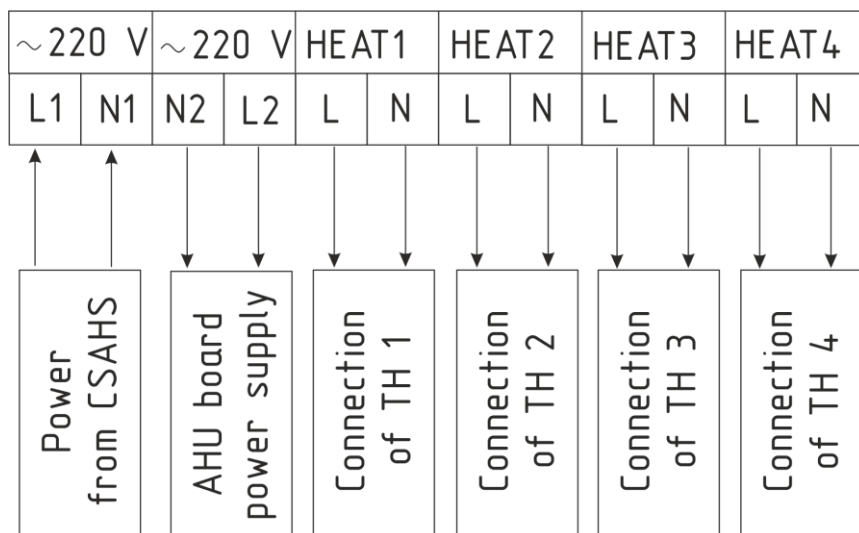 ~220 V ~220 V HEAT1 HEAT2 HEAT3 HEAT4
L1 N1 N2 L2 L N L N L N L N
Power
from CSAHS
AHU board
power supply
Connection
of TH 1
Connection
of TH 2
Connection
of TH 3
Connection
of TH 4